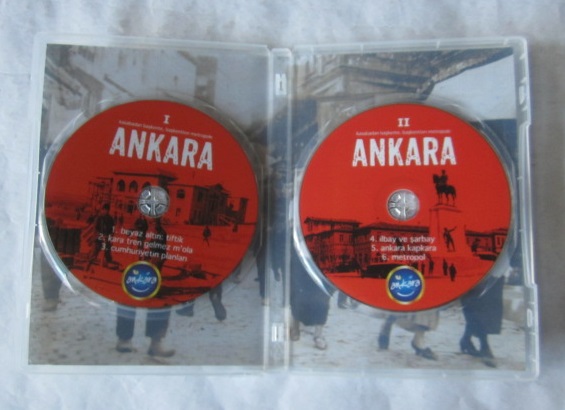 I
ANKARA
1. beyaz altın: tiftik
2. kara tren gelmez m'ola
3. cumhuriyetin planları
II
ANKARA
4. ilbay ve şarbay
5. ankara kapkara
6. metropol